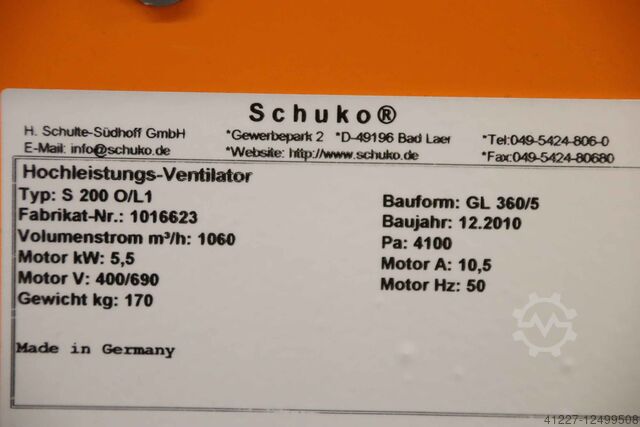 Schuko®
H. Schulte-Südhoff GmbH *Gewerbepark 2 *D-49196 Bad Laer *Tel:049-5424-806-0
E-Mail: info@schuko.de *Website: http://www.schuko.de *Fax:049-5424-80680
Hochleistungs-Ventilator
Typ: S 200 O/L1 Bauform: GL 360/5
Fabrikat-Nr.: 1016623 Baujahr: 12.2010
Volumenstrom m³/h: 1060 Pa: 4100
Motor kW: 5,5 Motor A: 10,5
Motor V: 400/690 Motor Hz: 50
Gewicht kg: 170
Made in Germany
41227-12499508